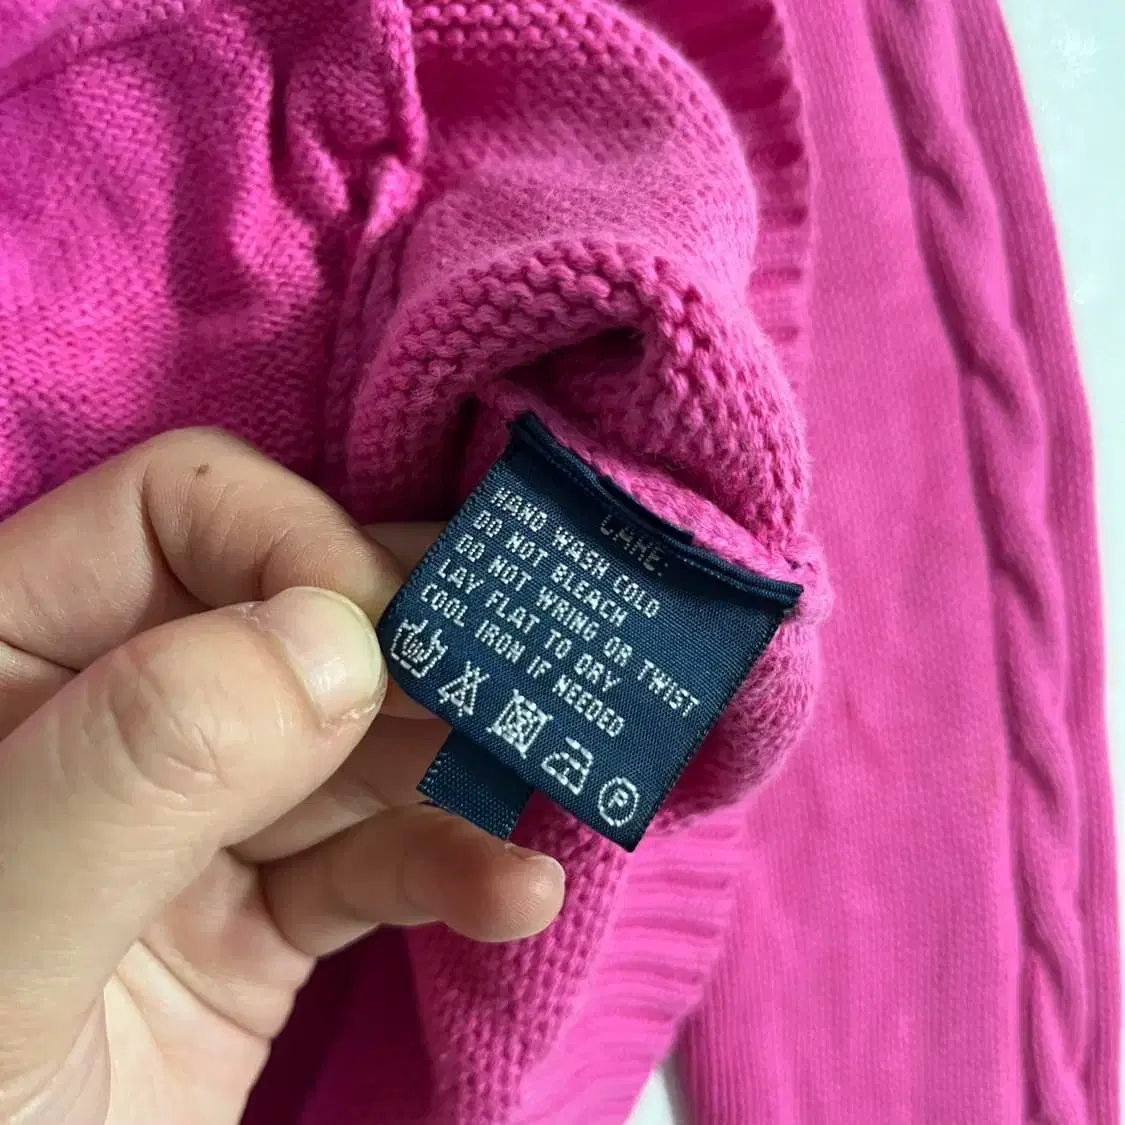 CARE:
HAND WASH COLD
DO NOT BLEACH
DO NOT WRING OR TWIST
LAY FLAT TO DRY
COOL IRON IF NEEDED
P